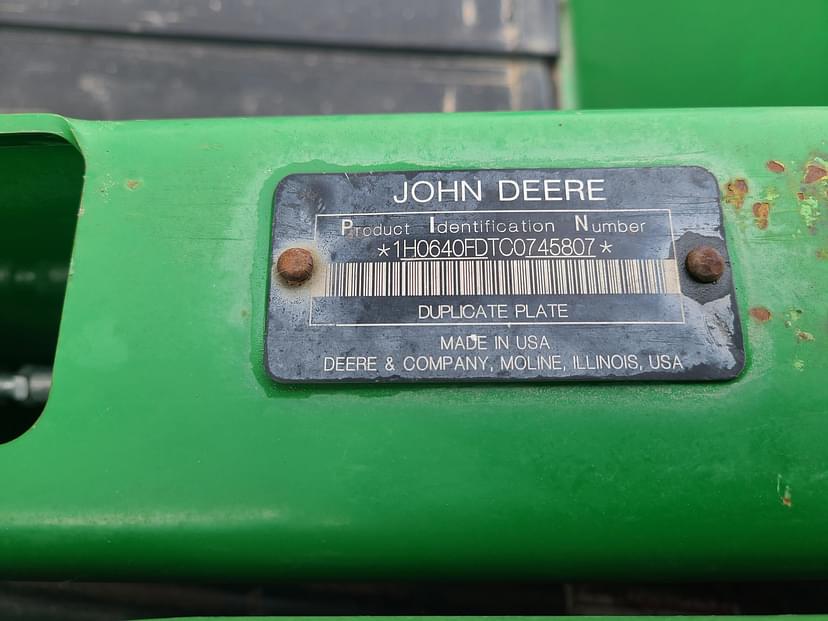 JOHN DEERE
Product Identification Number
*1H0640FDTC0745807*
DUPLICATE PLATE
MADE IN USA
DEERE & COMPANY, MOLINE, ILLINOIS, USA